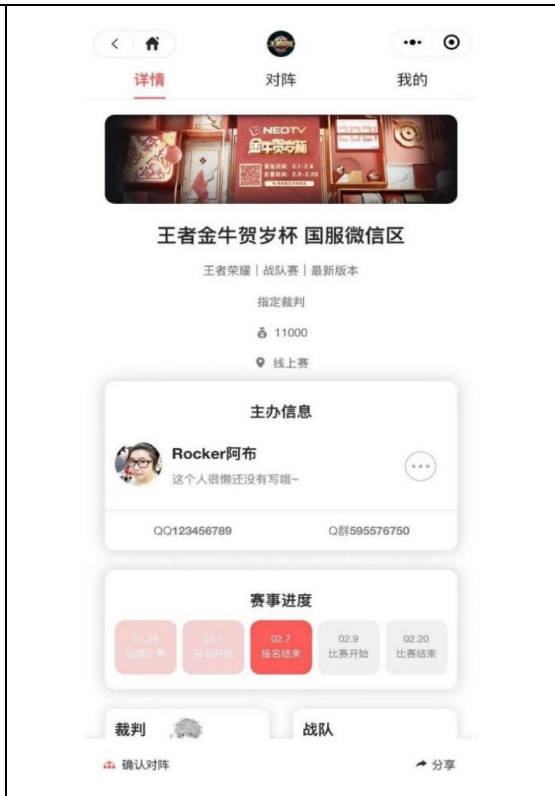 详情 对阵 我的
NEOTV
金牛贺岁杯
2021
王者金牛贺岁杯 国服微信区
王者荣耀 | 战队赛 | 最新版本
指定裁判
11000
线上赛
主办信息
Rocker阿布
这个人很懒还没有写哦~
QQ123456789 Q群595576750
赛事进度
01.29 02.1 02.7 02.9 02.20
创建比赛 报名开始 报名结束 比赛开始 比赛结束
裁判 战队
确认对阵 分享